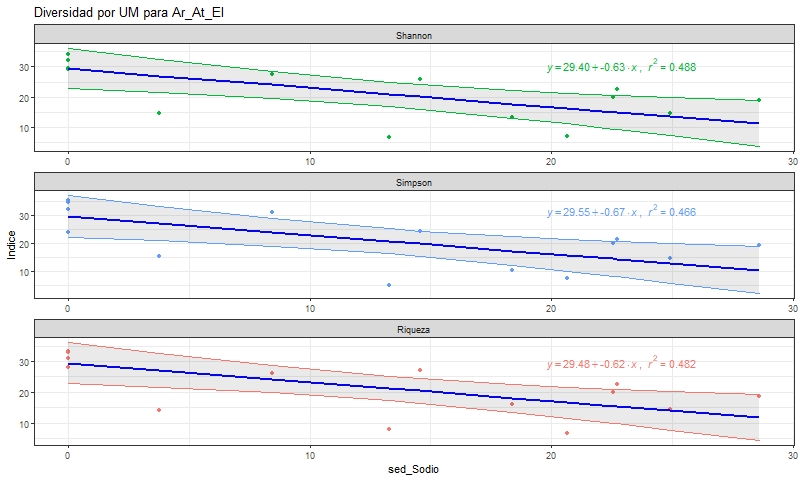 Diversidad por UM para Ar_At_El
Shannon
y = 29.40 + -0.63 · x , r² = 0.488
30
20
10
0 10 20 30
Simpson
y = 29.55 + -0.67 · x , r² = 0.466
30
20
10
0 10 20 30
Indice
Riqueza
y = 29.48 + -0.62 · x , r² = 0.482
30
20
10
0 10 20 30
sed_Sodio